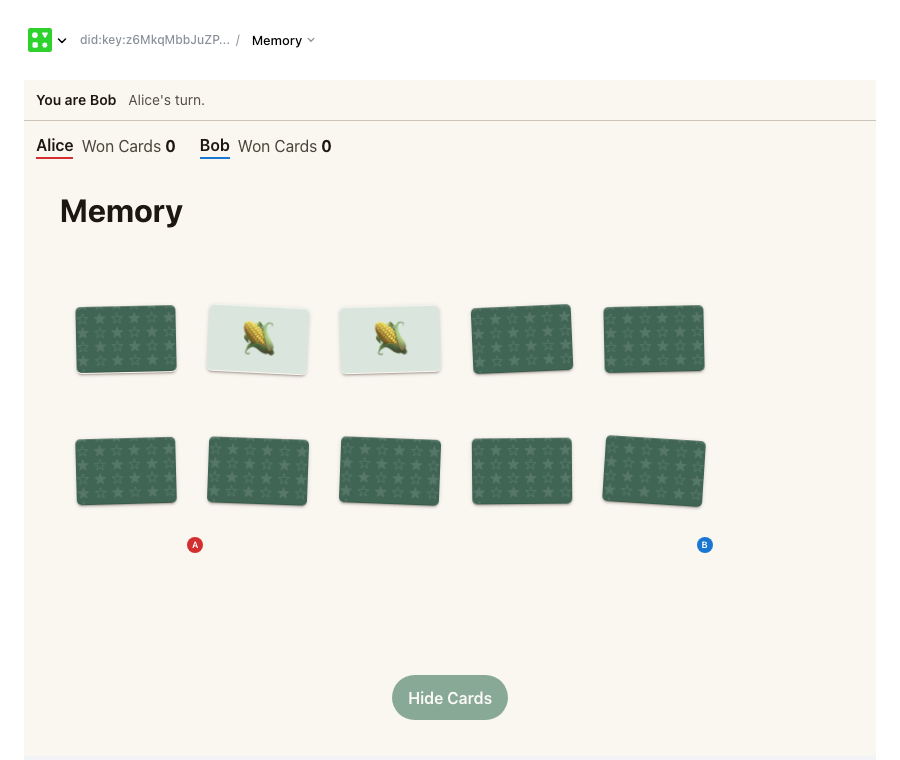 did:key:z6MkqMbbJuZP... / Memory
You are Bob Alice's turn.
Alice Won Cards 0 Bob Won Cards 0
Memory
A
B
Hide Cards